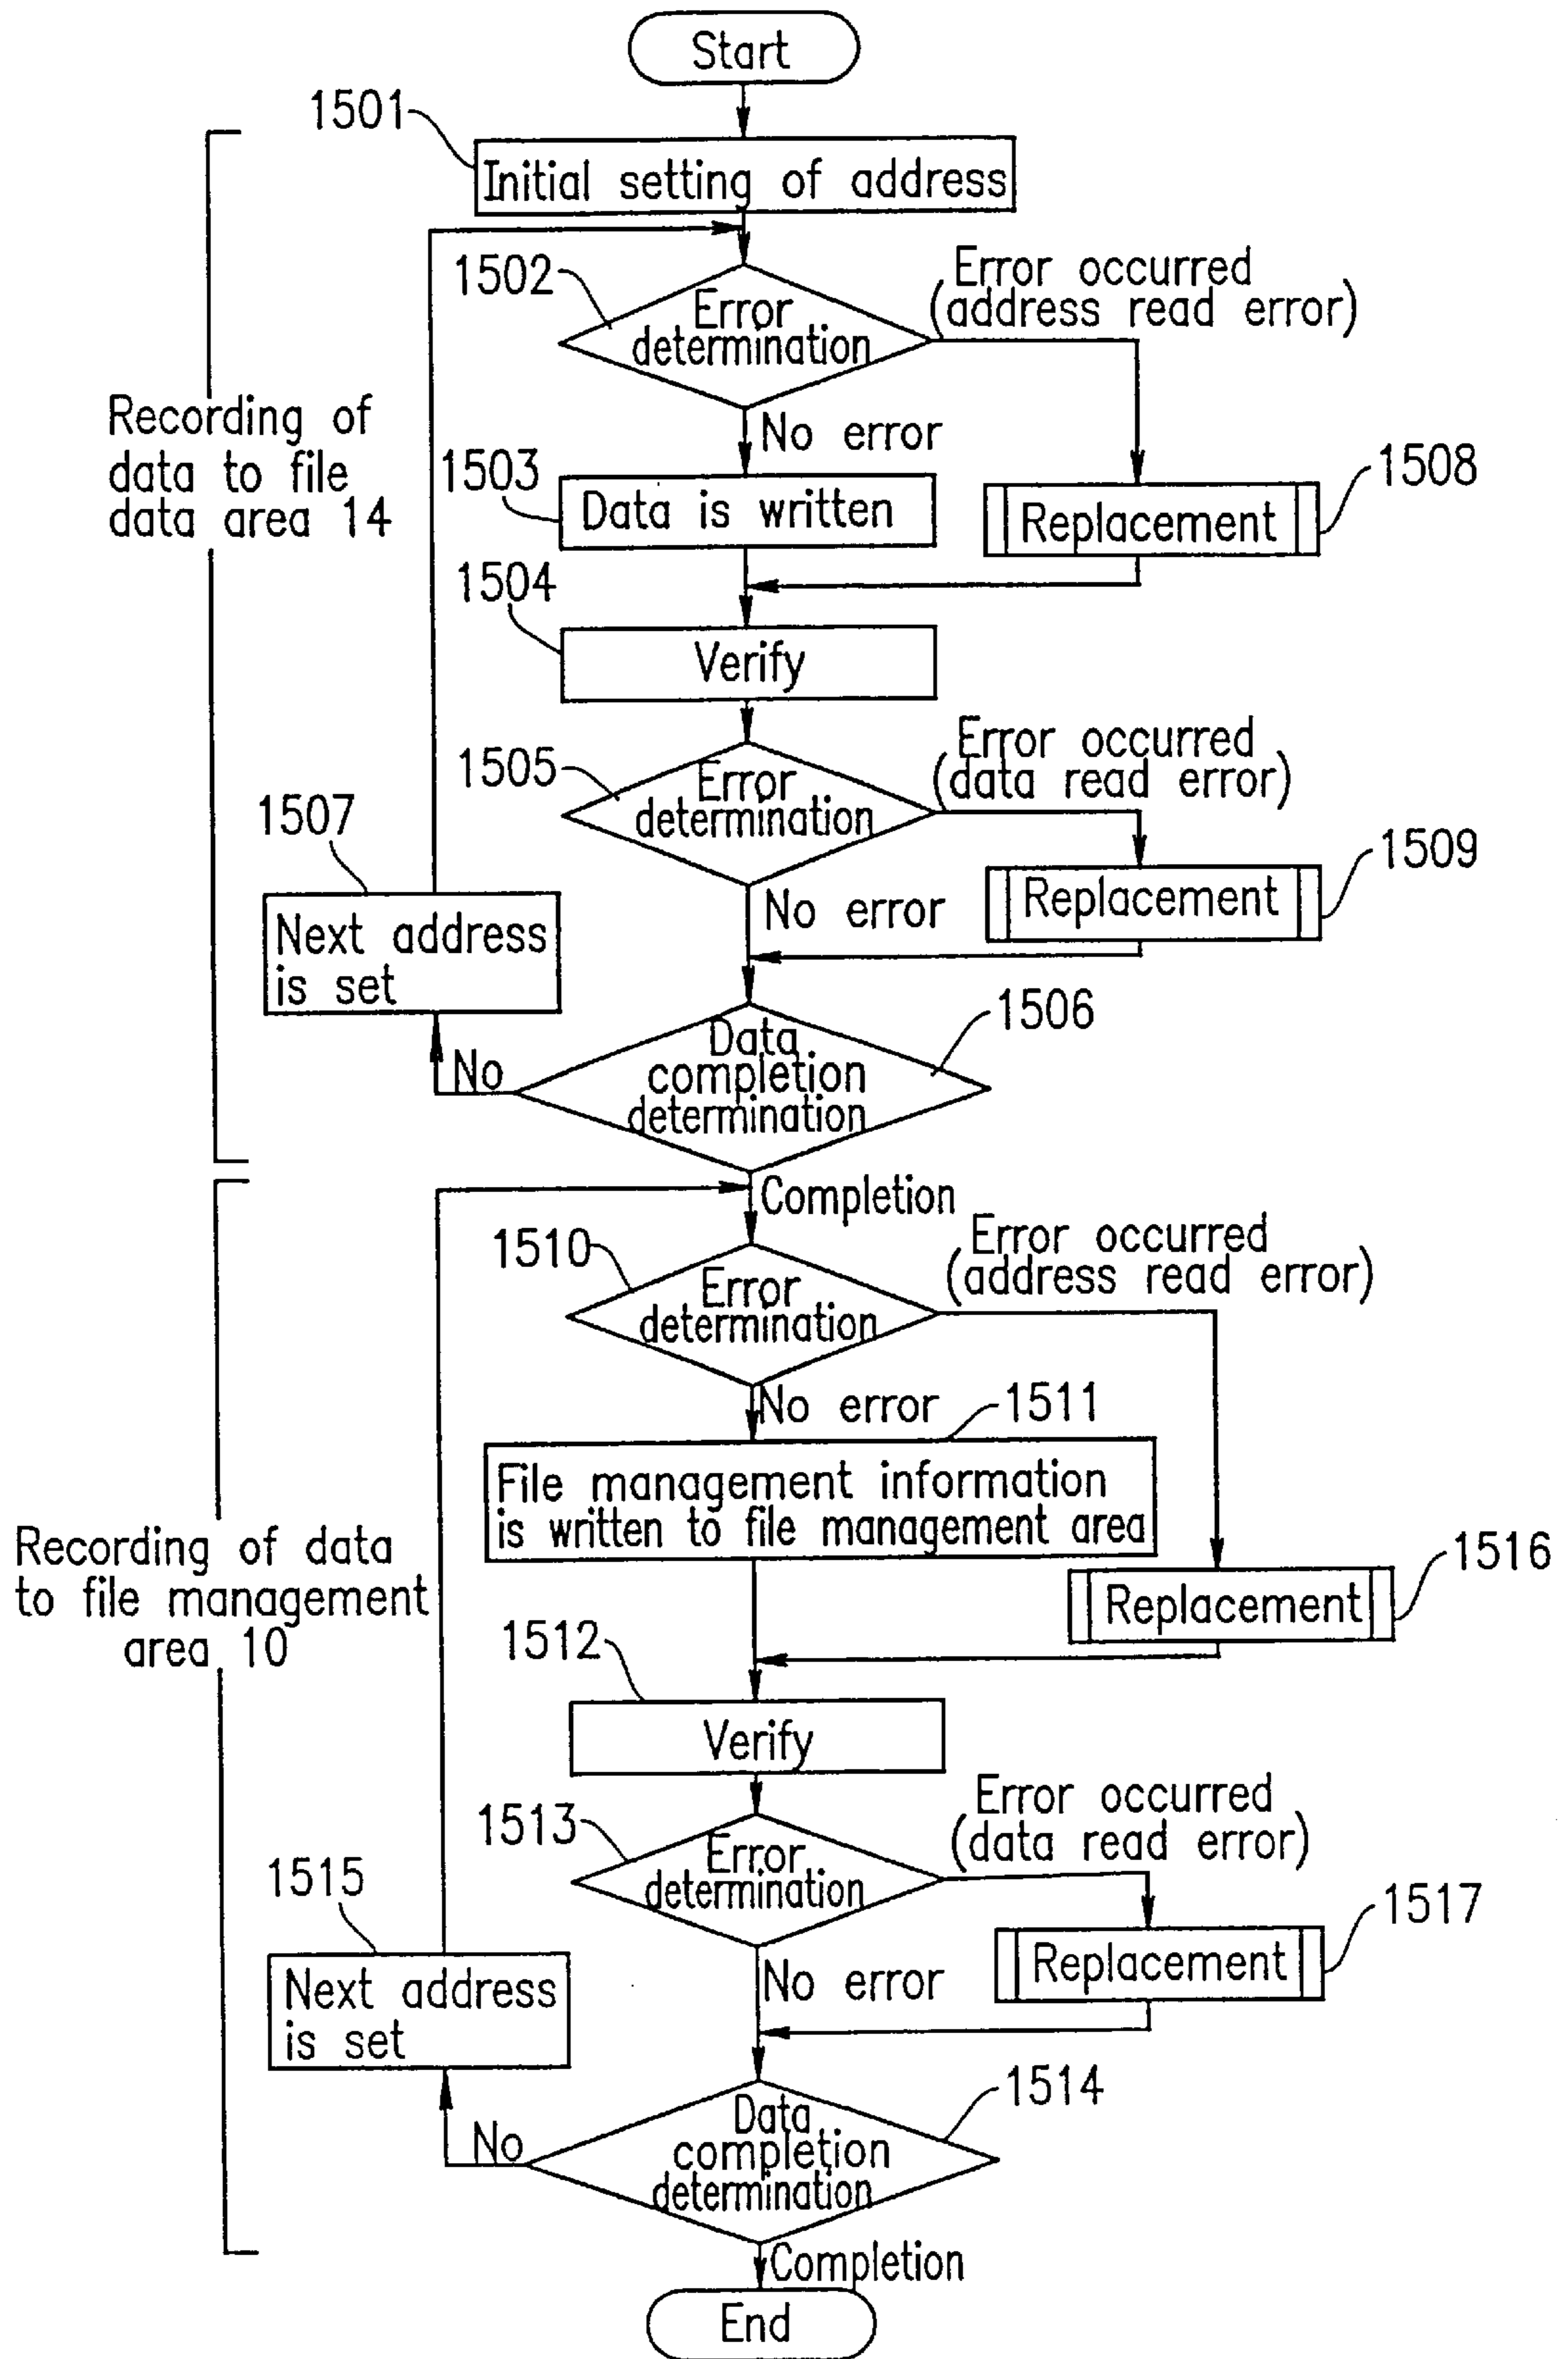 Start
1501
Initial setting of address
1502
Error occurred
(address read error)
Error
determination
Recording of
data to file
data area 14
No error
1503
Data is written
1508
Replacement
1504
Verify
Error occurred
(data read error)
1505
Error
determination
1507
Next address
is set
No error
1509
Replacement
1506
Data
completion
determination
No
Completion
1510
Error occurred
(address read error)
Error
determination
No error
1511
File management information
is written to file management area
Recording of data
to file management
area 10
1516
Replacement
1512
Verify
Error occurred
(data read error)
1513
Error
determination
1515
Next address
is set
No error
1517
Replacement
1514
Data
completion
determination
No
Completion
End